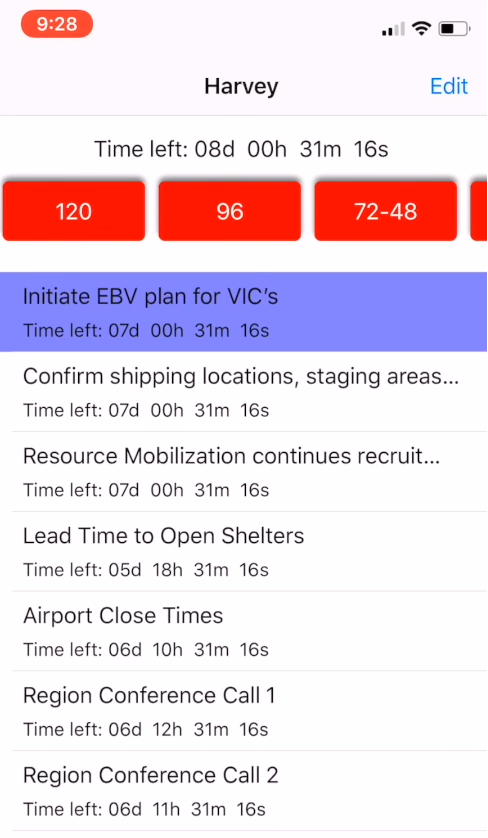 9:28
Harvey
Edit
Time left: 08d 00h 31m 16s
120
96
72-48
Initiate EBV plan for VIC's
Time left: 07d 00h 31m 16s
Confirm shipping locations, staging areas...
Time left: 07d 00h 31m 16s
Resource Mobilization continues recruit...
Time left: 07d 00h 31m 16s
Lead Time to Open Shelters
Time left: 05d 18h 31m 16s
Airport Close Times
Time left: 06d 10h 31m 16s
Region Conference Call 1
Time left: 06d 12h 31m 16s
Region Conference Call 2
Time left: 06d 11h 31m 16s